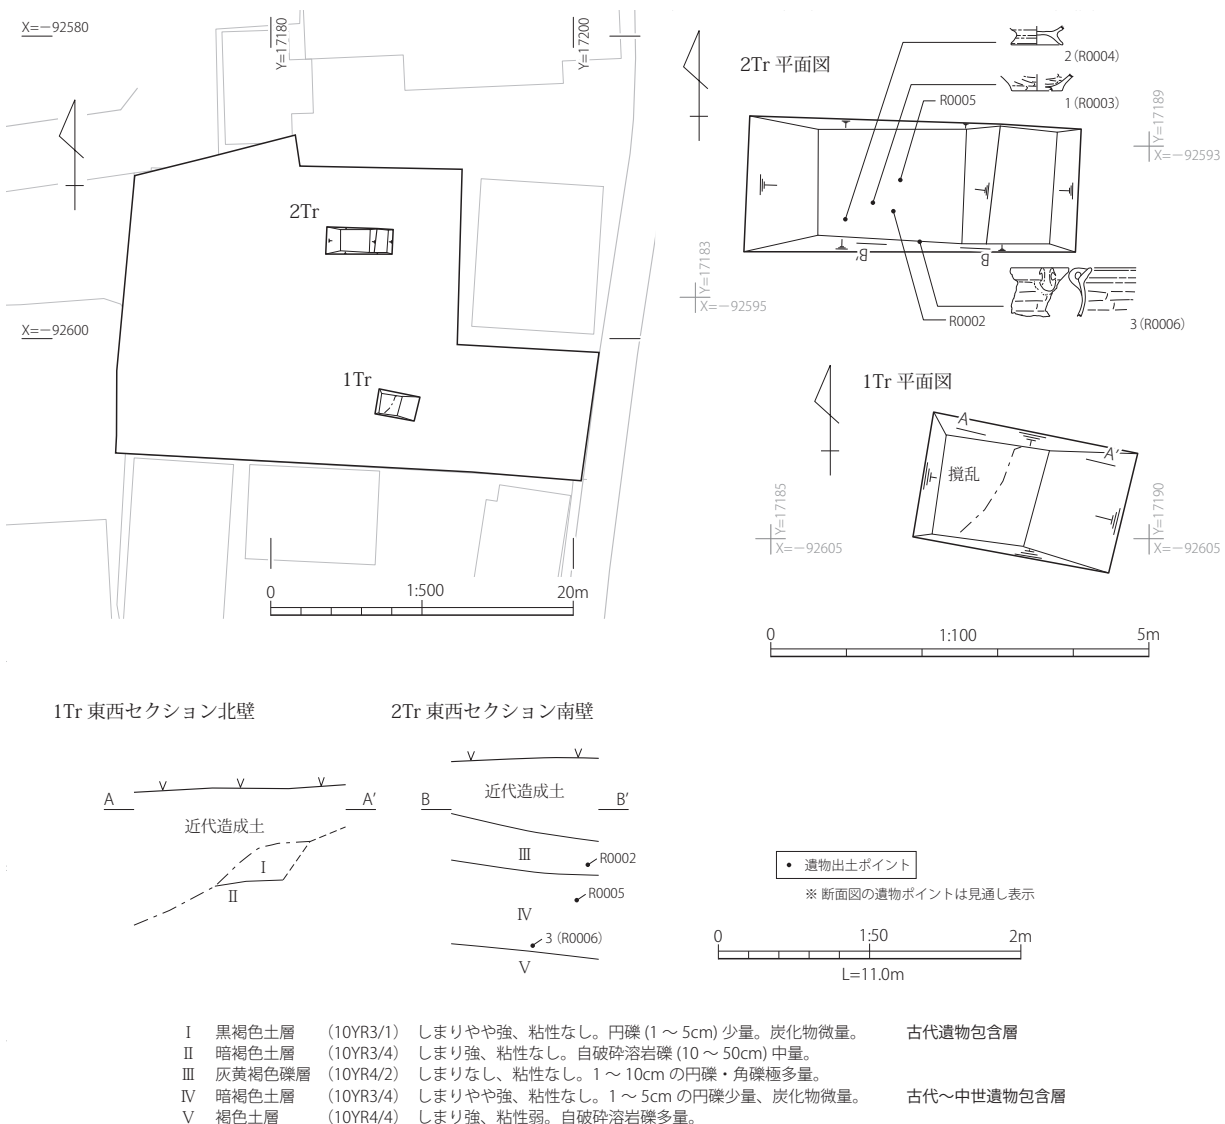 X=−92580
Y=17180
Y=17200
2Tr
X=−92600
1Tr
0
1:500
20m
2Tr 平面図
2 (R0004)
1 (R0003)
R0005
Y=17189
X=−92593
B'
B
Y=17183
X=−92595
R0002
3 (R0006)
1Tr 平面図
A
A'
撹乱
Y=17185
X=−92605
Y=17190
X=−92605
0
1:100
5m
1Tr 東西セクション北壁
A
A'
近代造成土
Ⅰ
Ⅱ
2Tr 東西セクション南壁
B
B'
近代造成土
Ⅲ
R0002
R0005
Ⅳ
3 (R0006)
Ⅴ
遺物出土ポイント
※ 断面図の遺物ポイントは見通し表示
0
1:50
2m
L=11.0m
Ⅰ 黒褐色土層 （10YR3/1） しまりやや強、粘性なし。円礫 (1 ～ 5cm) 少量。炭化物微量。 古代遺物包含層
Ⅱ 暗褐色土層 （10YR3/4） しまり強、粘性なし。自破砕溶岩礫 (10 ～ 50cm) 中量。
Ⅲ 灰黄褐色礫層 （10YR4/2） しまりなし、粘性なし。1 ～ 10cm の円礫・角礫極多量。
Ⅳ 暗褐色土層 （10YR3/4） しまりやや強、粘性なし。1 ～ 5cm の円礫少量、炭化物微量。 古代～中世遺物包含層
Ⅴ 褐色土層 （10YR4/4） しまり強、粘性弱。自破砕溶岩礫多量。